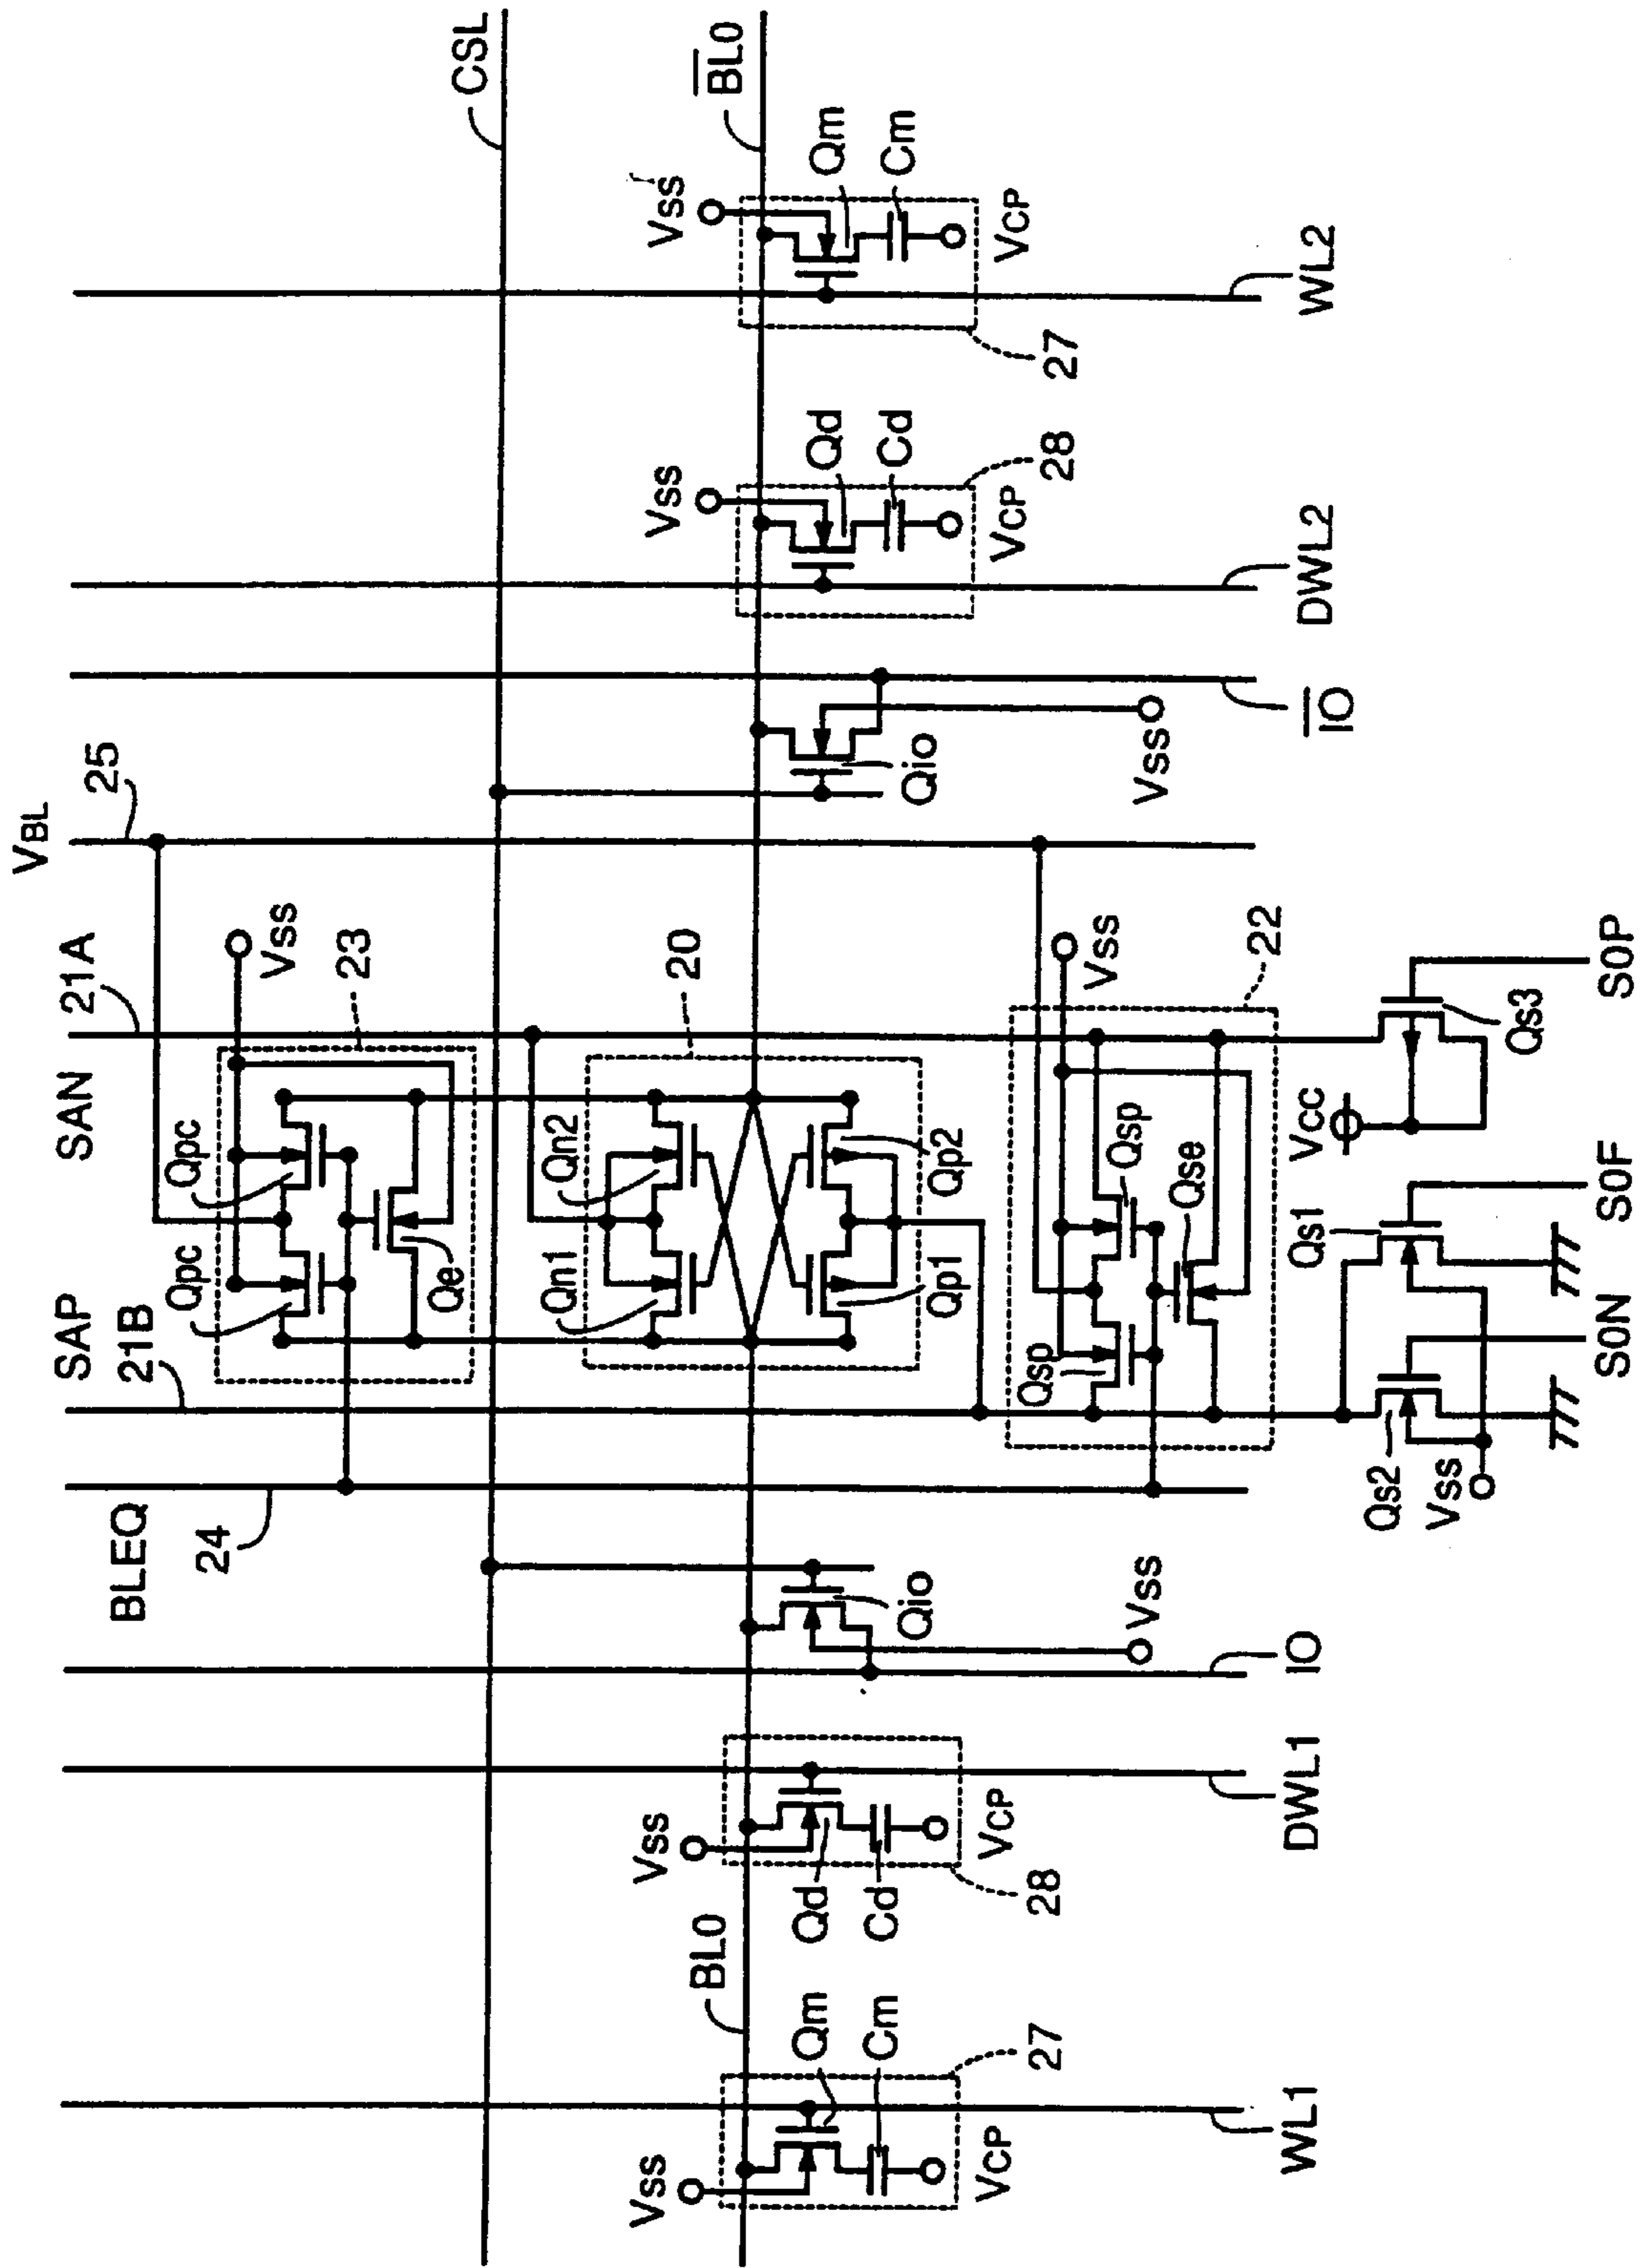 VBL
25
SAN
21A
SAP
21B
BLEQ
24
CSL
Vss
23
Qpc
Qpc
Qe
20
Qn2
Qn1
Qp2
Qp1
BL0
B̅L̅0̅
Vss
Qm
Cm
VCP
27
WL1
Vss
Qd
Cd
VCP
28
DWL1
Qio
Vss
IO
Qio
Vss
I̅O̅
Vss
Qd
Cd
VCP
28
DWL2
Vss
Qm
Cm
VCP
27
WL2
Vss
22
Qsp
Qsp
Qse
Qs2
Vss
S0N
Qs1
S0F
Vcc
Qs3
S0P